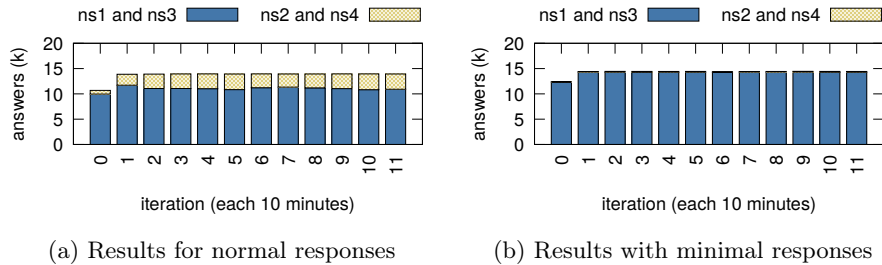 ns1 and ns3 ns2 and ns4
answers (k)
20
15
10
5
0
0 1 2 3 4 5 6 7 8 9 10 11
iteration (each 10 minutes)
(a) Results for normal responses
ns1 and ns3 ns2 and ns4
answers (k)
20
15
10
5
0
0 1 2 3 4 5 6 7 8 9 10 11
iteration (each 10 minutes)
(b) Results with minimal responses